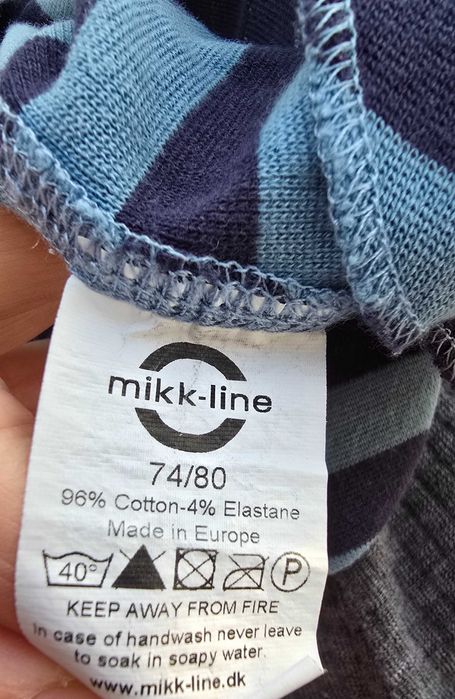 mikk-line
74/80
96% Cotton-4% Elastane
Made in Europe
40° P
KEEP AWAY FROM FIRE
In case of handwash never leave
to soak in soapy water.
www.mikk-line.dk